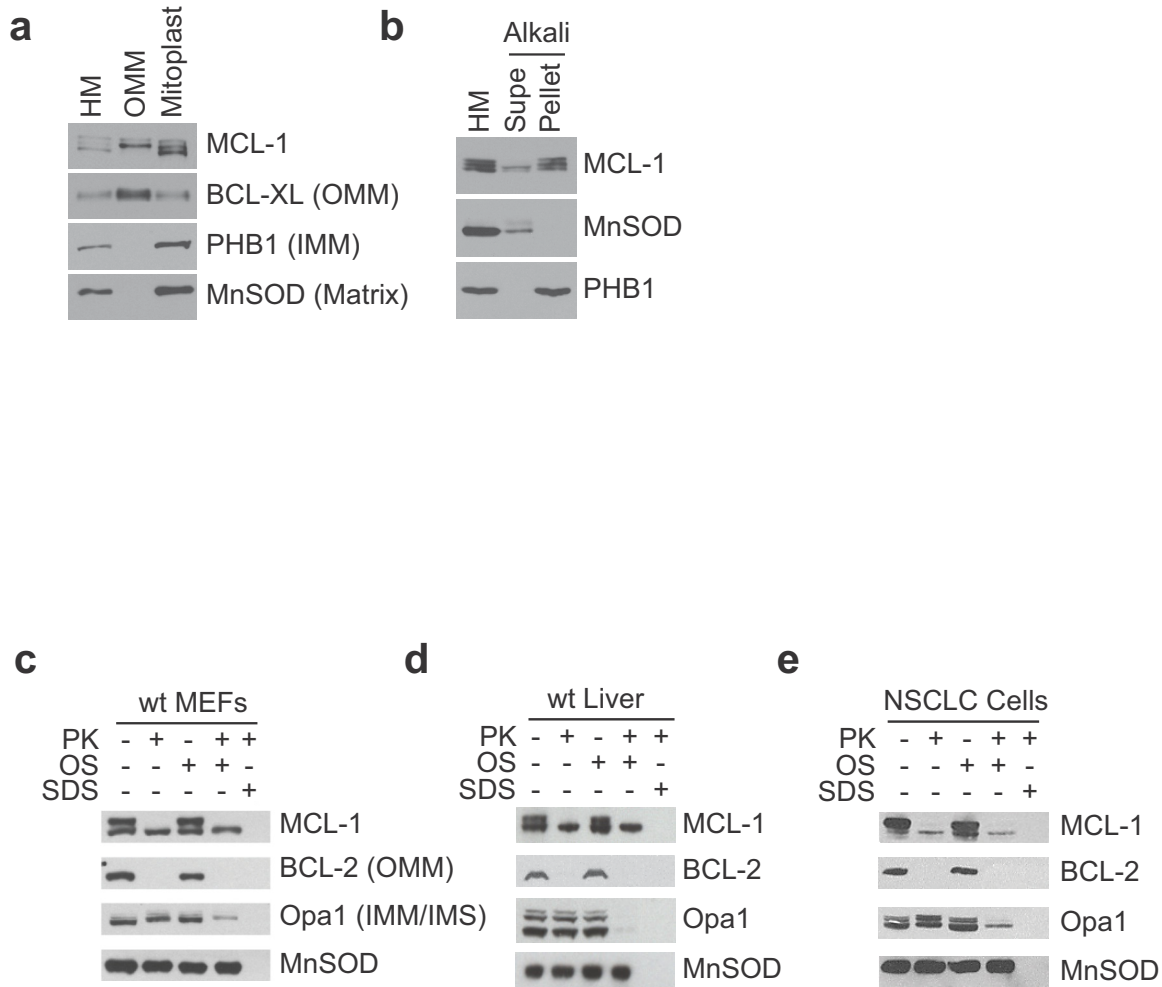 a
HM
OMM
Mitoplast
MCL-1
BCL-XL (OMM)
PHB1 (IMM)
MnSOD (Matrix)
b
Alkali
HM
Supe
Pellet
MCL-1
MnSOD
PHB1
c
wt MEFs
PK - + - + +
OS - - + + -
SDS - - - - +
MCL-1
BCL-2 (OMM)
Opa1 (IMM/IMS)
MnSOD
d
wt Liver
PK - + - + +
OS - - + + -
SDS - - - - +
MCL-1
BCL-2
Opa1
MnSOD
e
NSCLC Cells
PK - + - + +
OS - - + + -
SDS - - - - +
MCL-1
BCL-2
Opa1
MnSOD